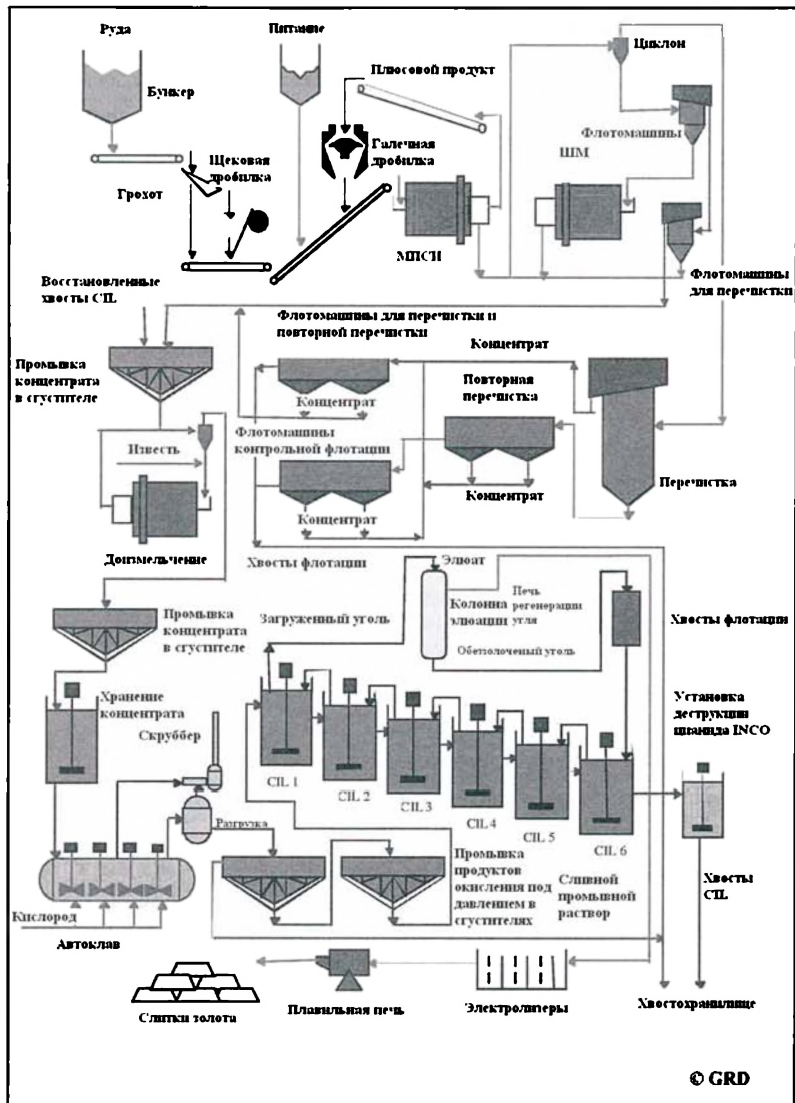 Руда
Питание
Бункер
Плюсовой продукт
Циклон
Щековая
дробилка
Галечная
дробилка
Флотомашины
ШМ
Грохот
МПСИ
Восстановленные
хвосты CIL
Флотомашины
для перечистки
Флотомашины для перечистки и
повторной перечистки
Концентрат
Промывка
концентрата
в сгустителе
Повторная
перечистка
Концентрат
Флотомашины
контрольной флотации
Известь
Концентрат
Концентрат
Перечистка
Доизмельчение
Хвосты флотации
Элюат
Промывка
концентрата
в сгустителе
Загруженный уголь
Колонна
элюации
Печь
регенерации
угля
Хвосты флотации
Обеззолоченый уголь
Хранение
концентрата
Установка
деструкции
цианида INCO
Скруббер
CIL 1
CIL 2
CIL 3
CIL 4
CIL 5
CIL 6
Разгрузка
Промывка
продуктов
окисления под
давлением в
сгустителях
Сливной
промывной
раствор
Хвосты
CIL
Кислород
Автоклав
Слитки золота
Плавильная печь
Электролизеры
Хвостохранилище
© GRD